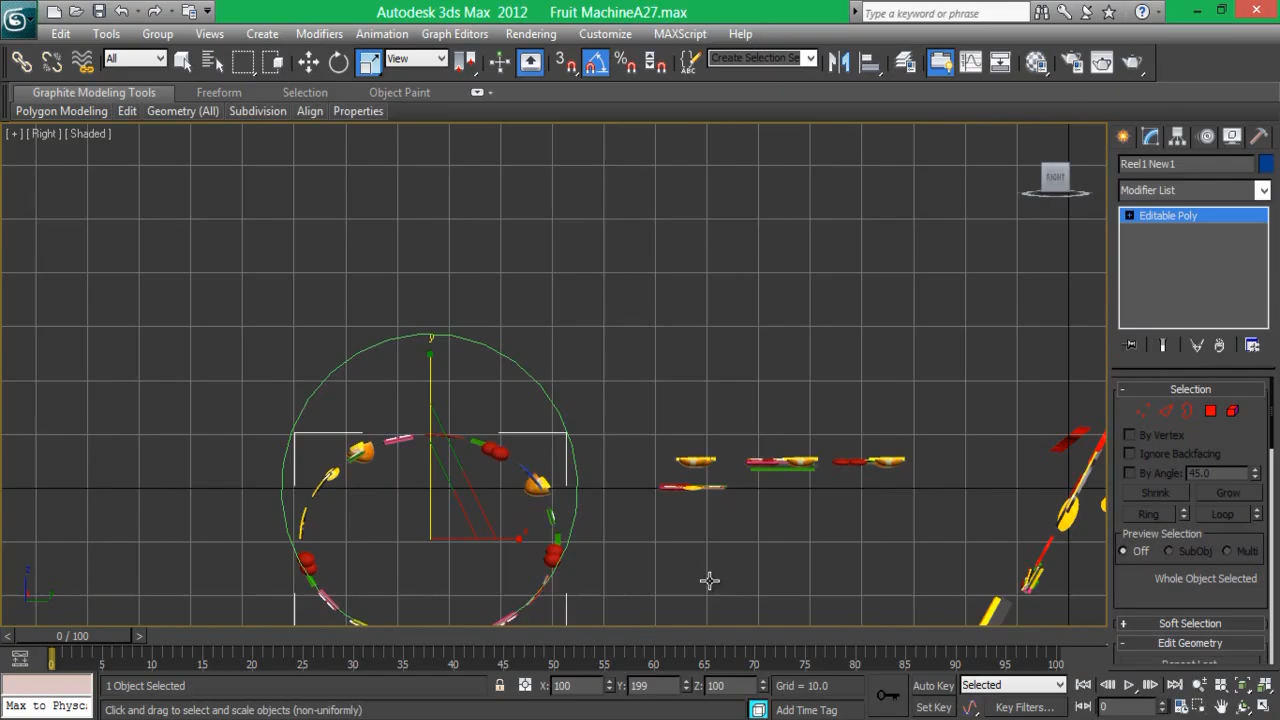 Autodesk 3ds Max 2012 Fruit MachineA27.max
Type a keyword or phrase
Edit Tools Group Views Create Modifiers Animation Graph Editors Rendering Customize MAXScript Help
All View 3 Create Selection Se
Graphite Modeling Tools Freeform Selection Object Paint
Polygon Modeling Edit Geometry (All) Subdivision Align Properties
[ + ] [ Right ] [ Shaded ]
RIGHT
y
z
Reel1 New1
Modifier List
Editable Poly
Selection
By Vertex
Ignore Backfacing
By Angle: 45.0
Shrink Grow
Ring Loop
Preview Selection
Off SubObj Multi
Whole Object Selected
Soft Selection
Edit Geometry
0 / 100
0 5 10 15 20 25 30 35 40 45 50 55 60 65 70 75 80 85 90 95 100
1 Object Selected X: 100 Y: 199 Z: 100 Grid = 10.0 Auto Key Selected
Max to Physc. Click and drag to select and scale objects (non-uniformly) Add Time Tag Set Key Key Filters... 0